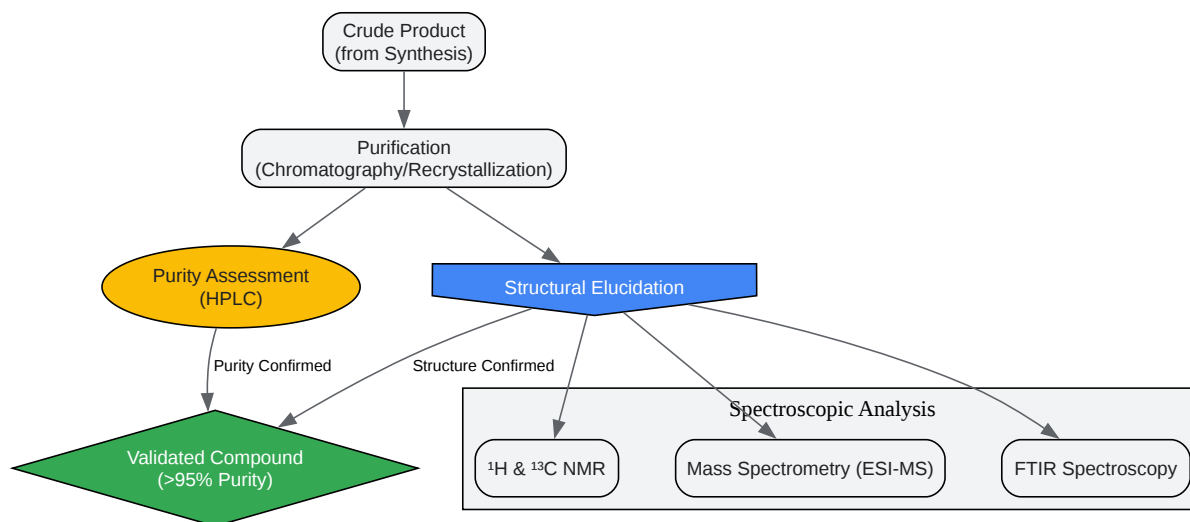 Crude Product
(from Synthesis)
Purification
(Chromatography/Recrystallization)
Purity Assessment
(HPLC)
Structural Elucidation
Purity Confirmed
Structure Confirmed
Spectroscopic Analysis
Validated Compound
(>95% Purity)
¹H & ¹³C NMR
Mass Spectrometry (ESI-MS)
FTIR Spectroscopy